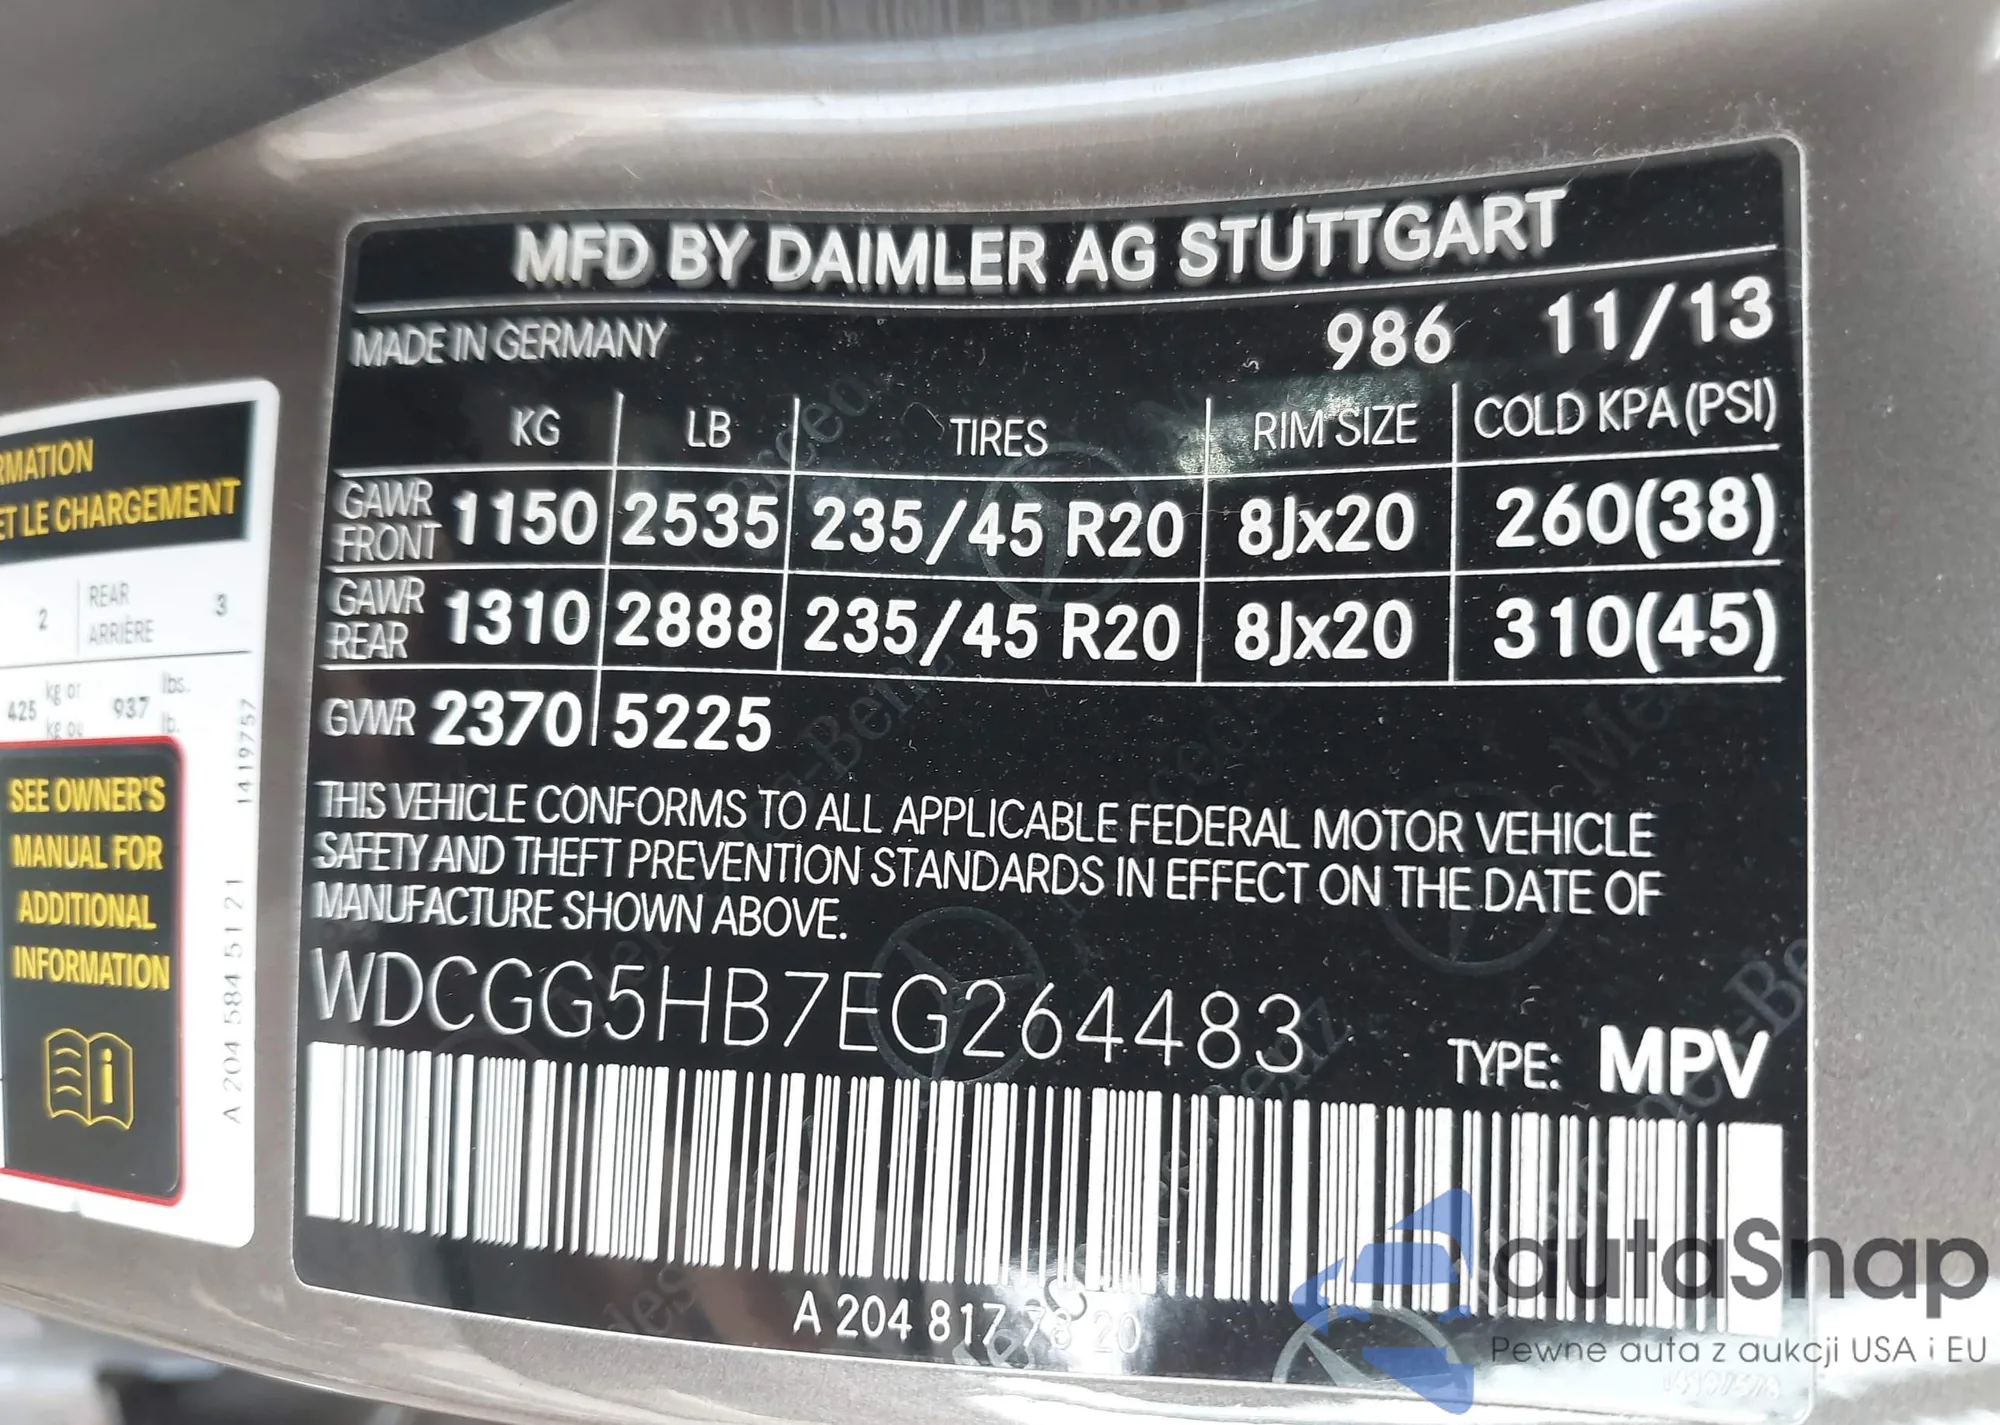 MFD BY DAIMLER AG STUTTGART
MADE IN GERMANY 986 11/13
KG LB TIRES RIM SIZE COLD KPA (PSI)
GAWR FRONT 1150 2535 235/45 R20 8Jx20 260(38)
GAWR REAR 1310 2888 235/45 R20 8Jx20 310(45)
GVWR 2370 5225
THIS VEHICLE CONFORMS TO ALL APPLICABLE FEDERAL MOTOR VEHICLE
SAFETY AND THEFT PREVENTION STANDARDS IN EFFECT ON THE DATE OF
MANUFACTURE SHOWN ABOVE.
WDCGG5HB7EG264483
TYPE: MPV
A 204 817 78 20
RMATION
ET LE CHARGEMENT
2 REAR 3
ARRIÈRE
425 kg or 937 lbs.
kg ou lb.
SEE OWNER'S
MANUAL FOR
ADDITIONAL
INFORMATION
1419757
A 204 584 51 21
autaSnap
Pewne auta z aukcji USA i EU